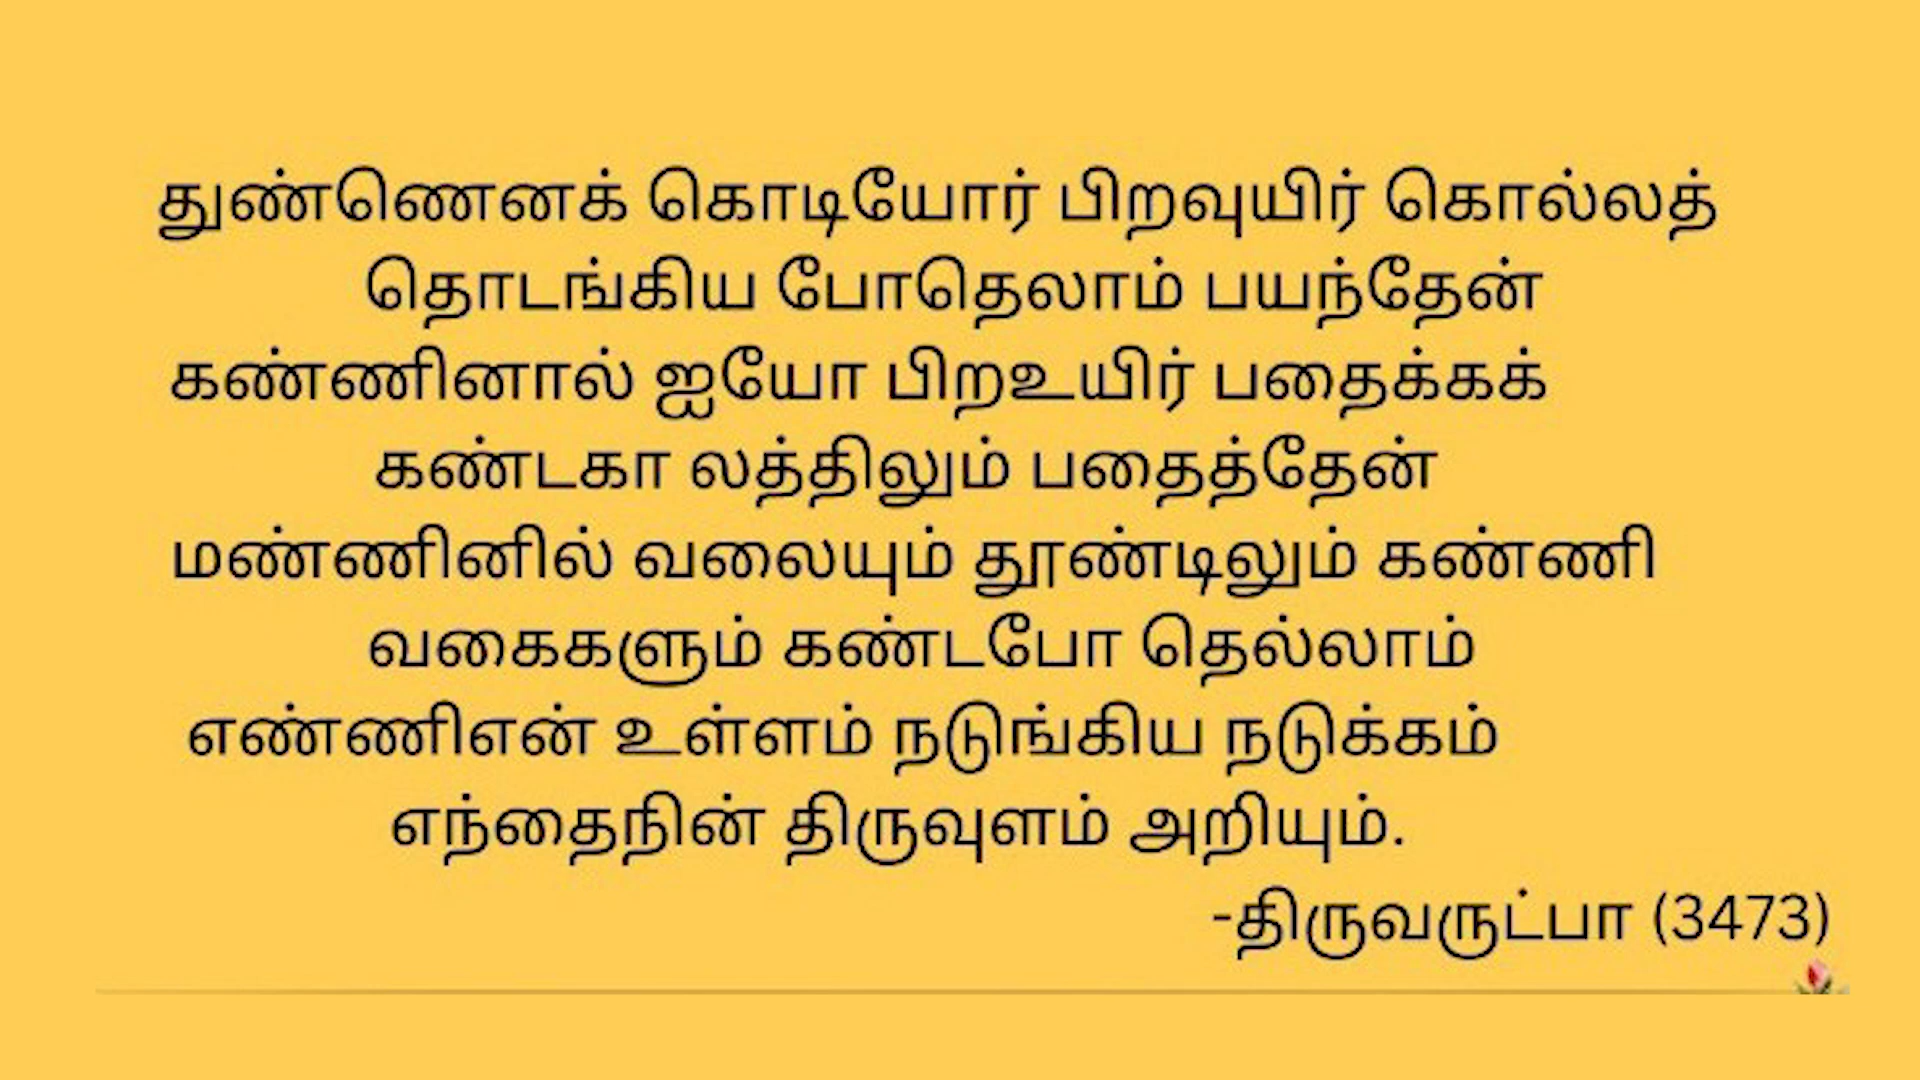 துண்ணெனக் கொடியோர் பிறவுயிர் கொல்லத்
தொடங்கிய போதெலாம் பயந்தேன்
கண்ணினால் ஐயோ பிறஉயிர் பதைக்கக்
கண்டகா லத்திலும் பதைத்தேன்
மண்ணினில் வலையும் தூண்டிலும் கண்ணி
வகைகளும் கண்டபோ தெல்லாம்
எண்ணிஎன் உள்ளம் நடுங்கிய நடுக்கம்
எந்தைநின் திருவுளம் அறியும்.
-திருவருட்பா (3473)